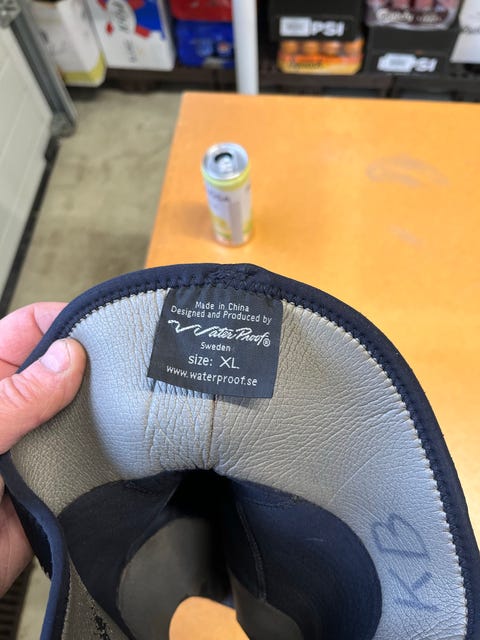 PSI
PSI
Made in China
Designed and Produced by
WaterProof®
Sweden
size: XL
www.waterproof.se
KB